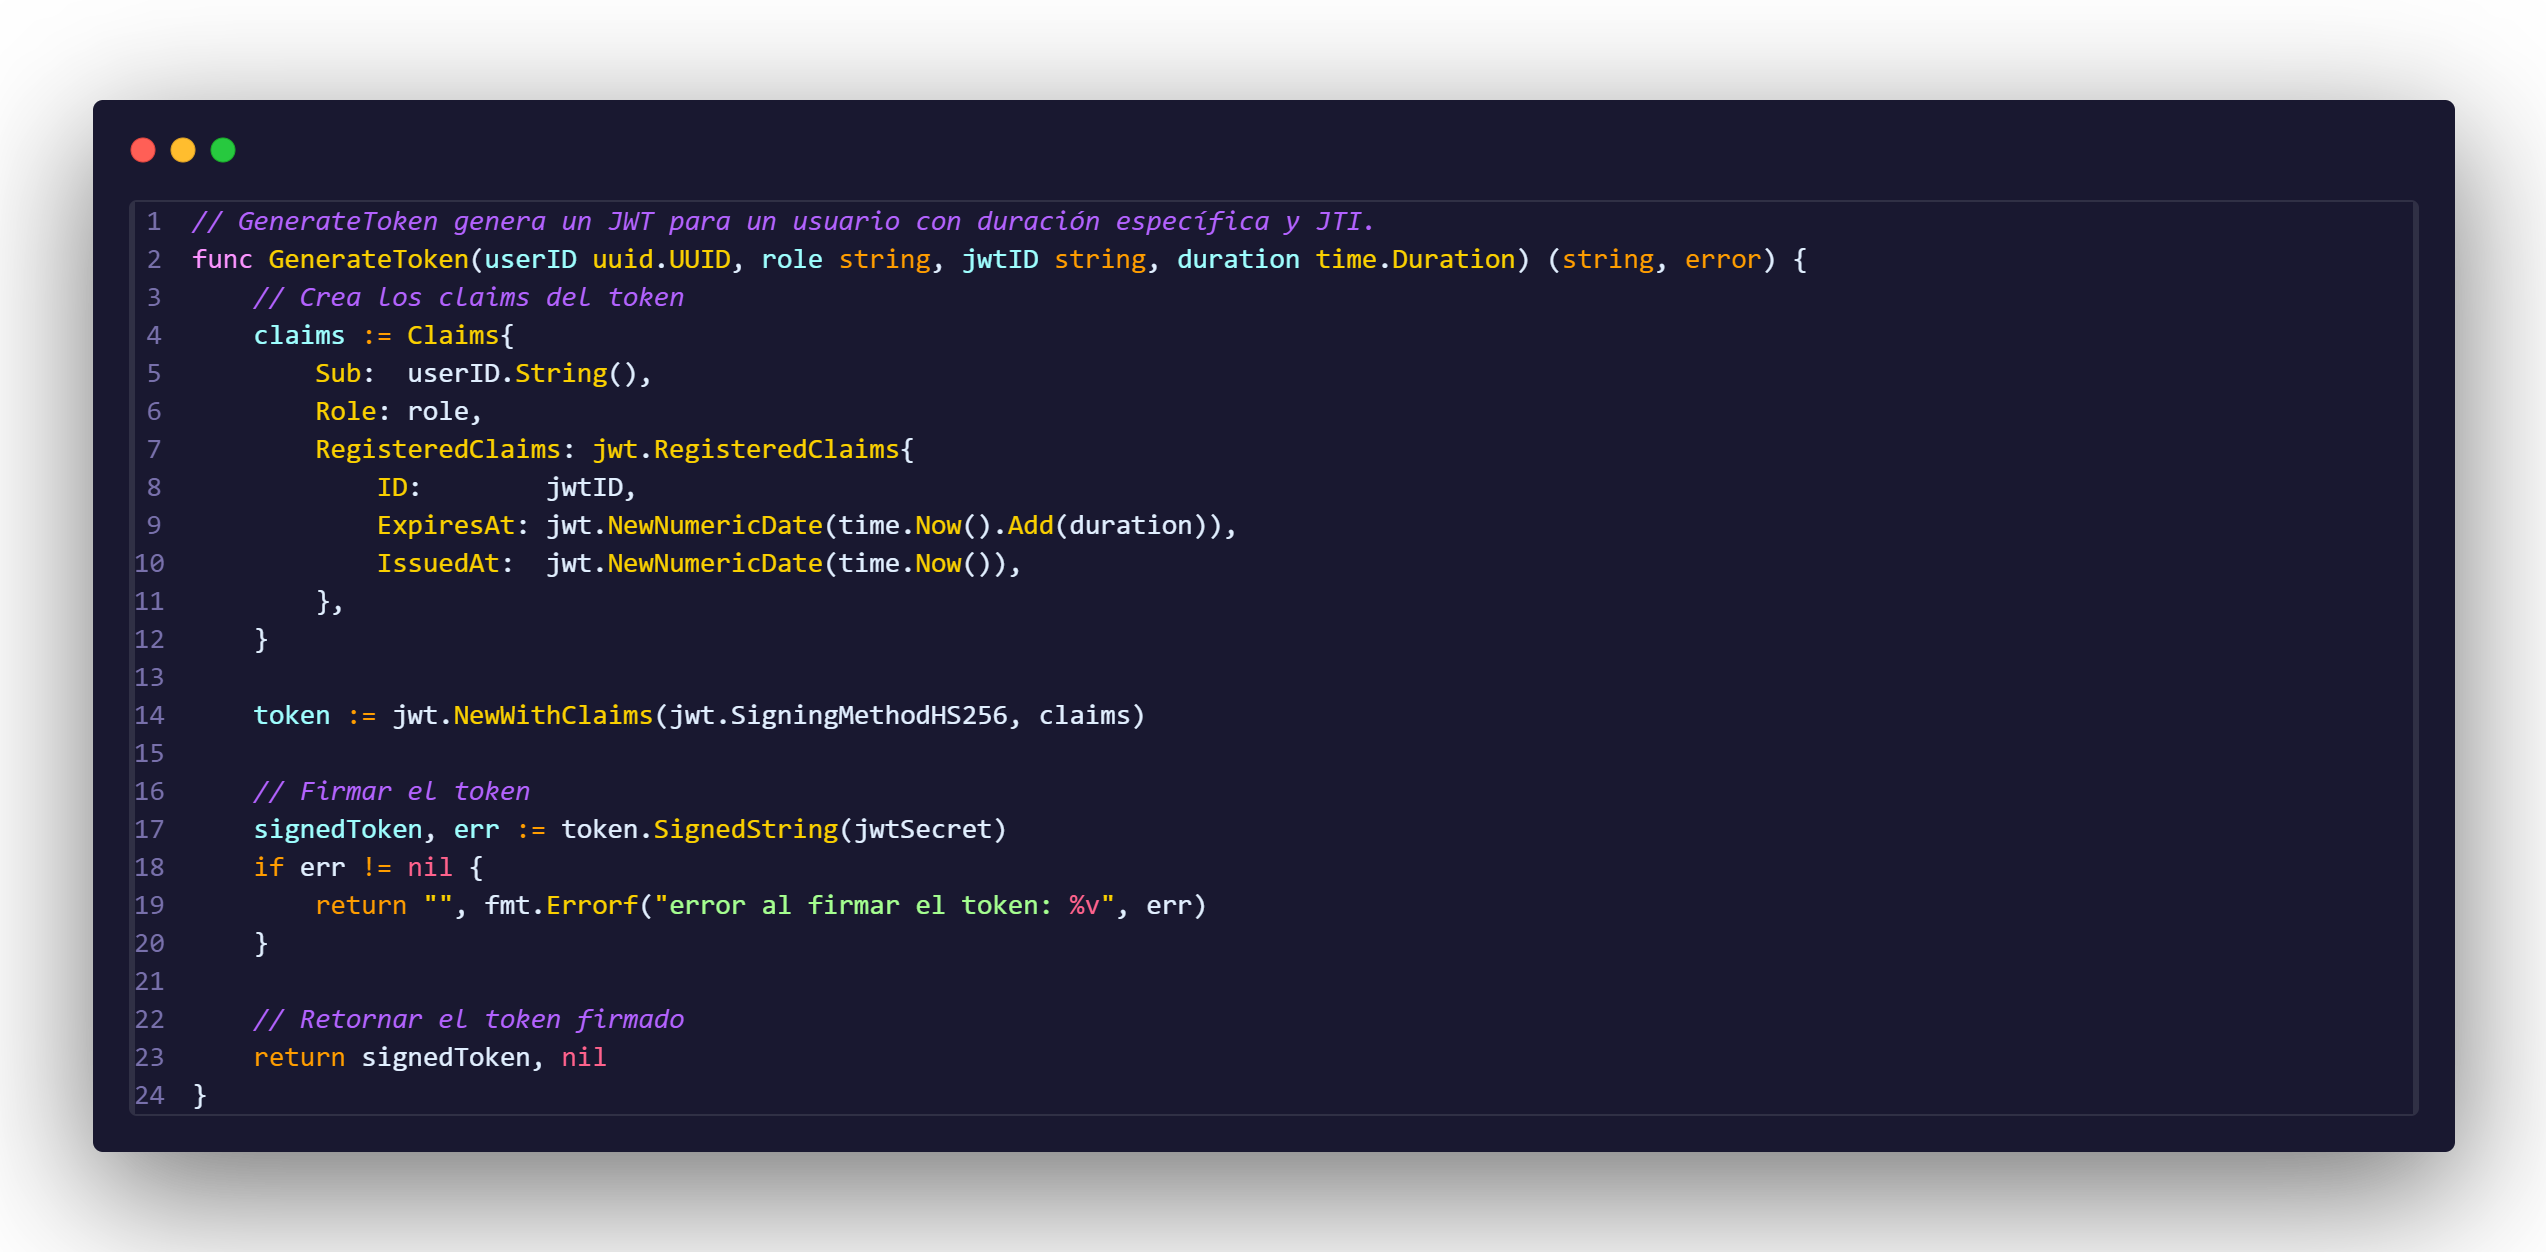 1 // GenerateToken genera un JWT para un usuario con duración específica y JTI.
2 func GenerateToken(userID uuid.UUID, role string, jwtID string, duration time.Duration) (string, error) {
3     // Crea los claims del token
4     claims := Claims{
5         Sub:  userID.String(),
6         Role: role,
7         RegisteredClaims: jwt.RegisteredClaims{
8             ID:        jwtID,
9             ExpiresAt: jwt.NewNumericDate(time.Now().Add(duration)),
10             IssuedAt:  jwt.NewNumericDate(time.Now()),
11         },
12     }
13
14     token := jwt.NewWithClaims(jwt.SigningMethodHS256, claims)
15
16     // Firmar el token
17     signedToken, err := token.SignedString(jwtSecret)
18     if err != nil {
19         return "", fmt.Errorf("error al firmar el token: %v", err)
20     }
21
22     // Retornar el token firmado
23     return signedToken, nil
24 }